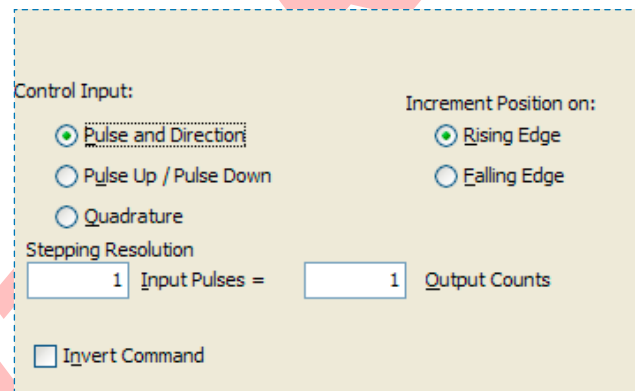 Control Input:
Increment Position on:
Pulse and Direction
Rising Edge
Pulse Up / Pulse Down
Falling Edge
Quadrature
Stepping Resolution
1 Input Pulses = 1 Output Counts
Invert Command